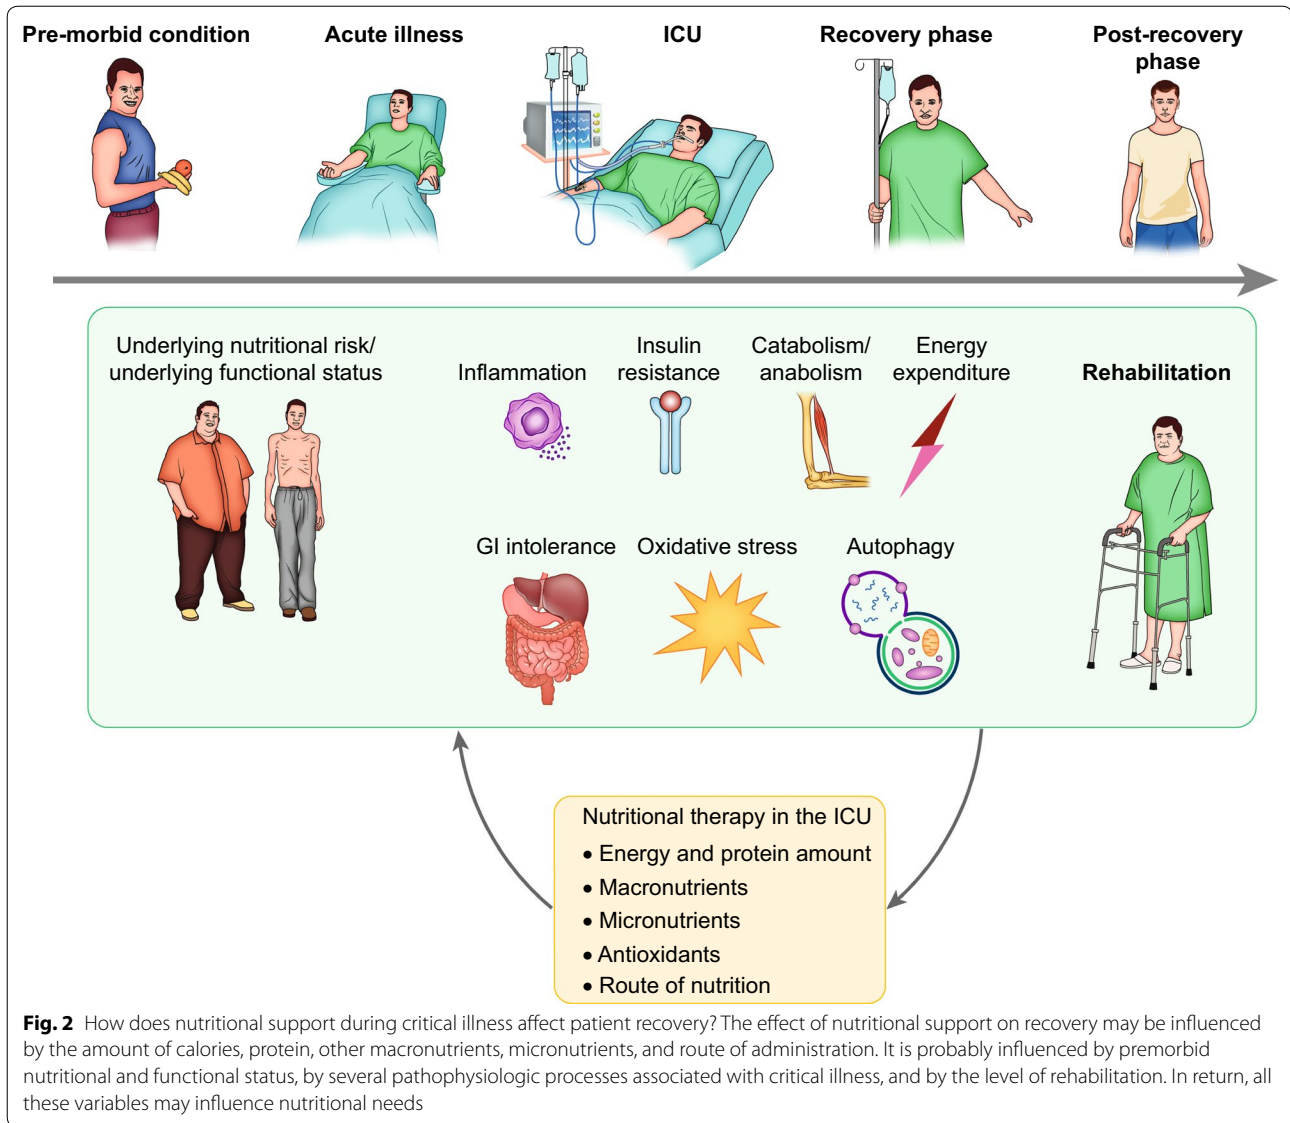 Pre-morbid condition
Acute illness
ICU
Recovery phase
Post-recovery
phase
Underlying nutritional risk/
underlying functional status
Inflammation
Insulin
resistance
Catabolism/
anabolism
Energy
expenditure
Rehabilitation
GI intolerance
Oxidative stress
Autophagy
Nutritional therapy in the ICU
• Energy and protein amount
• Macronutrients
• Micronutrients
• Antioxidants
• Route of nutrition
Fig. 2 How does nutritional support during critical illness affect patient recovery? The effect of nutritional support on recovery may be influenced
by the amount of calories, protein, other macronutrients, micronutrients, and route of administration. It is probably influenced by premorbid
nutritional and functional status, by several pathophysiologic processes associated with critical illness, and by the level of rehabilitation. In return, all
these variables may influence nutritional needs